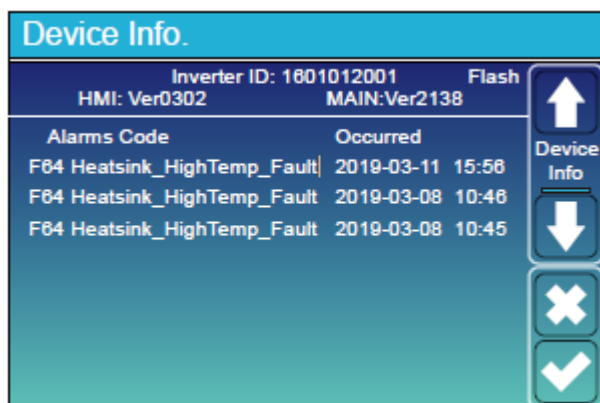 Device Info.
Inverter ID: 1601012001 Flash
HMI: Ver0302 MAIN:Ver2138
Alarms Code Occurred
F64 Heatsink_HighTemp_Fault 2019-03-11 15:56
F64 Heatsink_HighTemp_Fault 2019-03-08 10:46
F64 Heatsink_HighTemp_Fault 2019-03-08 10:45
Device
Info